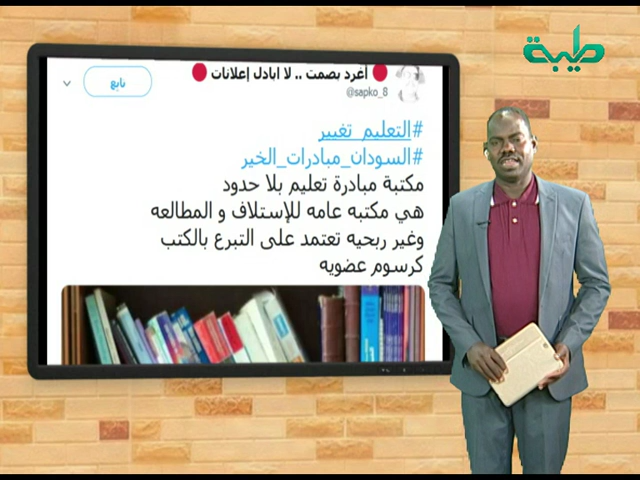 طيبة
أغرد بصمت .. لا ابادل إعلانات
تابع
@sapko_8
#التعليم_تغيير
#السودان_مبادرات_الخير
مكتبة مبادرة تعليم بلا حدود
هي مكتبه عامه للإستلاف و المطالعه
وغير ربحيه تعتمد على التبرع بالكتب
كرسوم عضويه